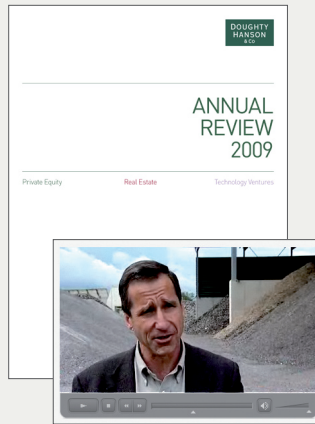 DOUGHTY
HANSON
& CO
ANNUAL
REVIEW
2009
Private Equity
Real Estate
Technology Ventures